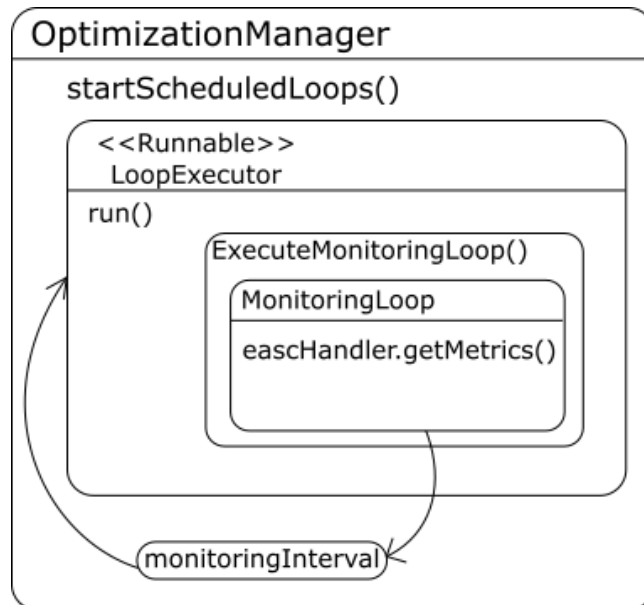 OptimizationManager
startScheduledLoops()
<<Runnable>>
LoopExecutor
run()
ExecuteMonitoringLoop()
MonitoringLoop
eascHandler.getMetrics()
monitoringInterval